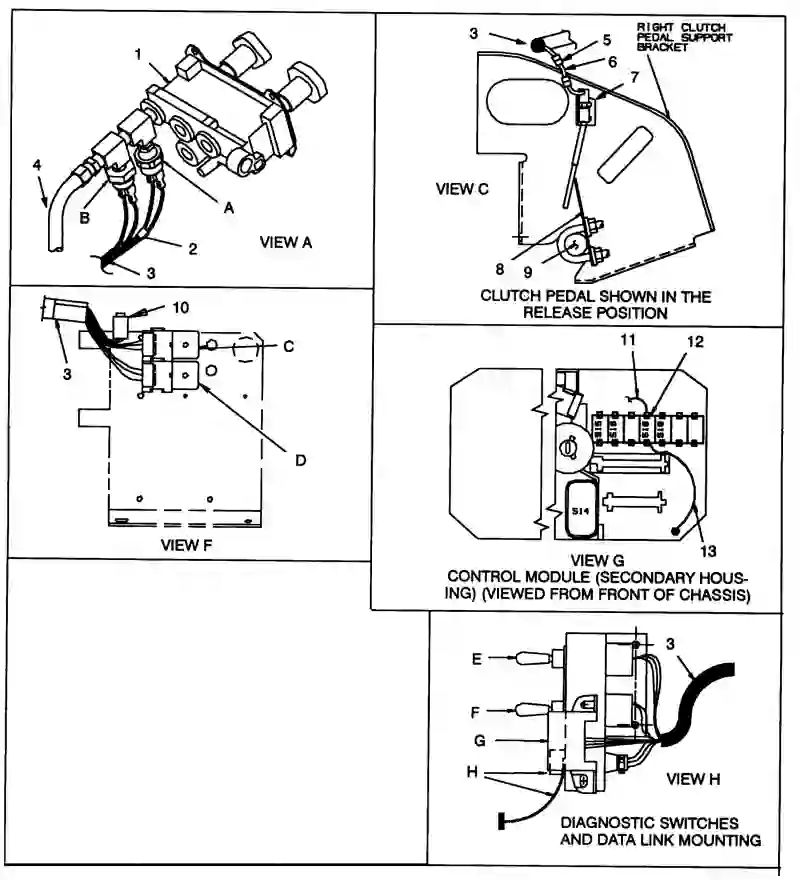 1
4
B
A
2
3
VIEW A
3
5
6
7
RIGHT CLUTCH
PEDAL SUPPORT
BRACKET
VIEW C
8
9
CLUTCH PEDAL SHOWN IN THE
RELEASE POSITION
10
3
C
D
VIEW F
11
12
S14
13
VIEW G
CONTROL MODULE (SECONDARY HOUS-
ING) (VIEWED FROM FRONT OF CHASSIS)
E
3
F
G
H
VIEW H
DIAGNOSTIC SWITCHES
AND DATA LINK MOUNTING